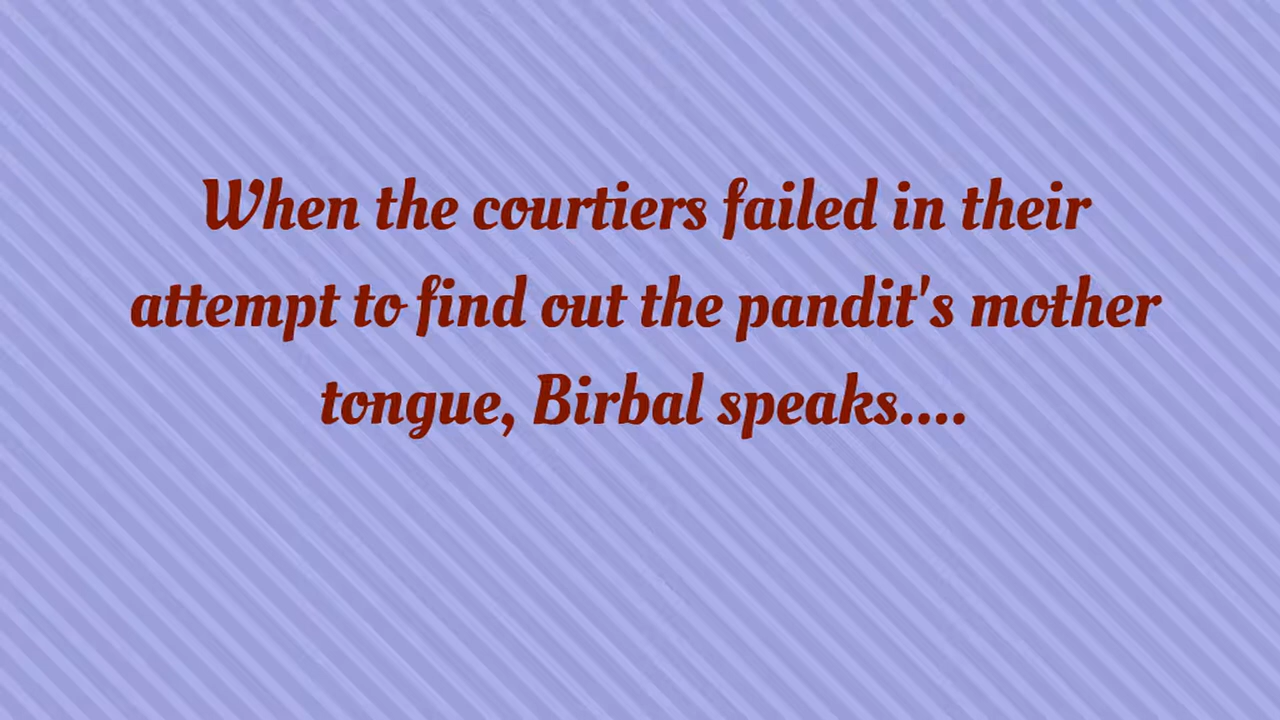 When the courtiers failed in their
attempt to find out the pandit's mother
tongue, Birbal speaks....